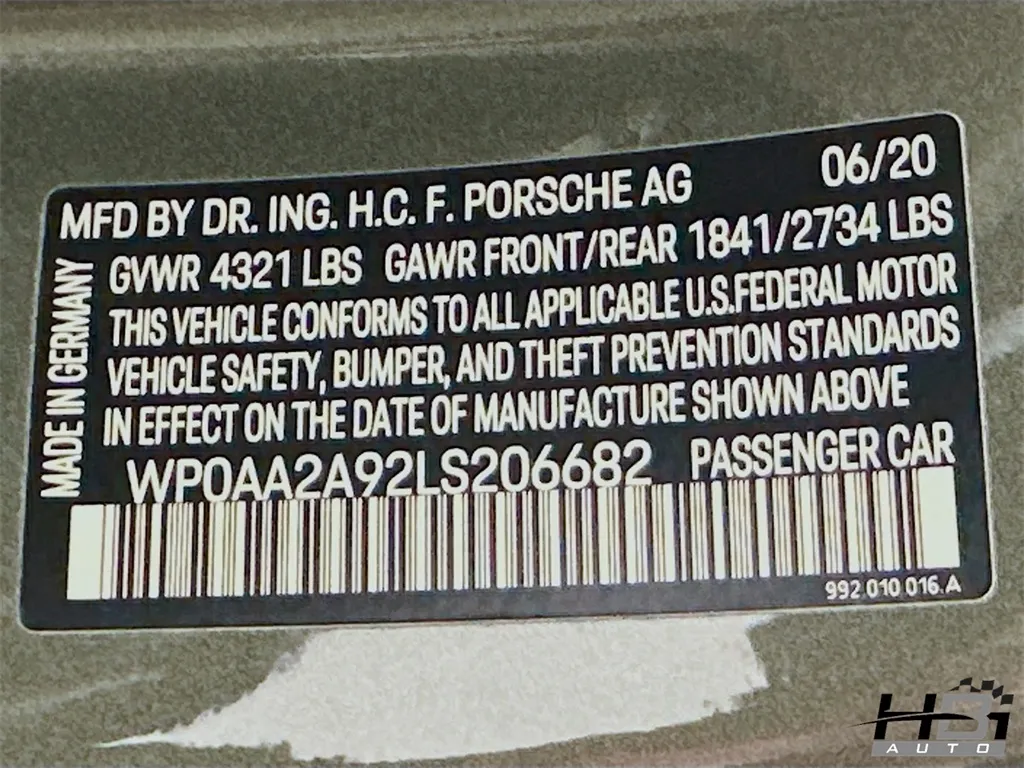 MFD BY DR. ING. H.C. F. PORSCHE AG 06/20
GVWR 4321 LBS GAWR FRONT/REAR 1841/2734 LBS
THIS VEHICLE CONFORMS TO ALL APPLICABLE U.S.FEDERAL MOTOR
VEHICLE SAFETY, BUMPER, AND THEFT PREVENTION STANDARDS
IN EFFECT ON THE DATE OF MANUFACTURE SHOWN ABOVE
WP0AA2A92LS206682 PASSENGER CAR
992 010 016.A
MADE IN GERMANY
HBI
AUTO